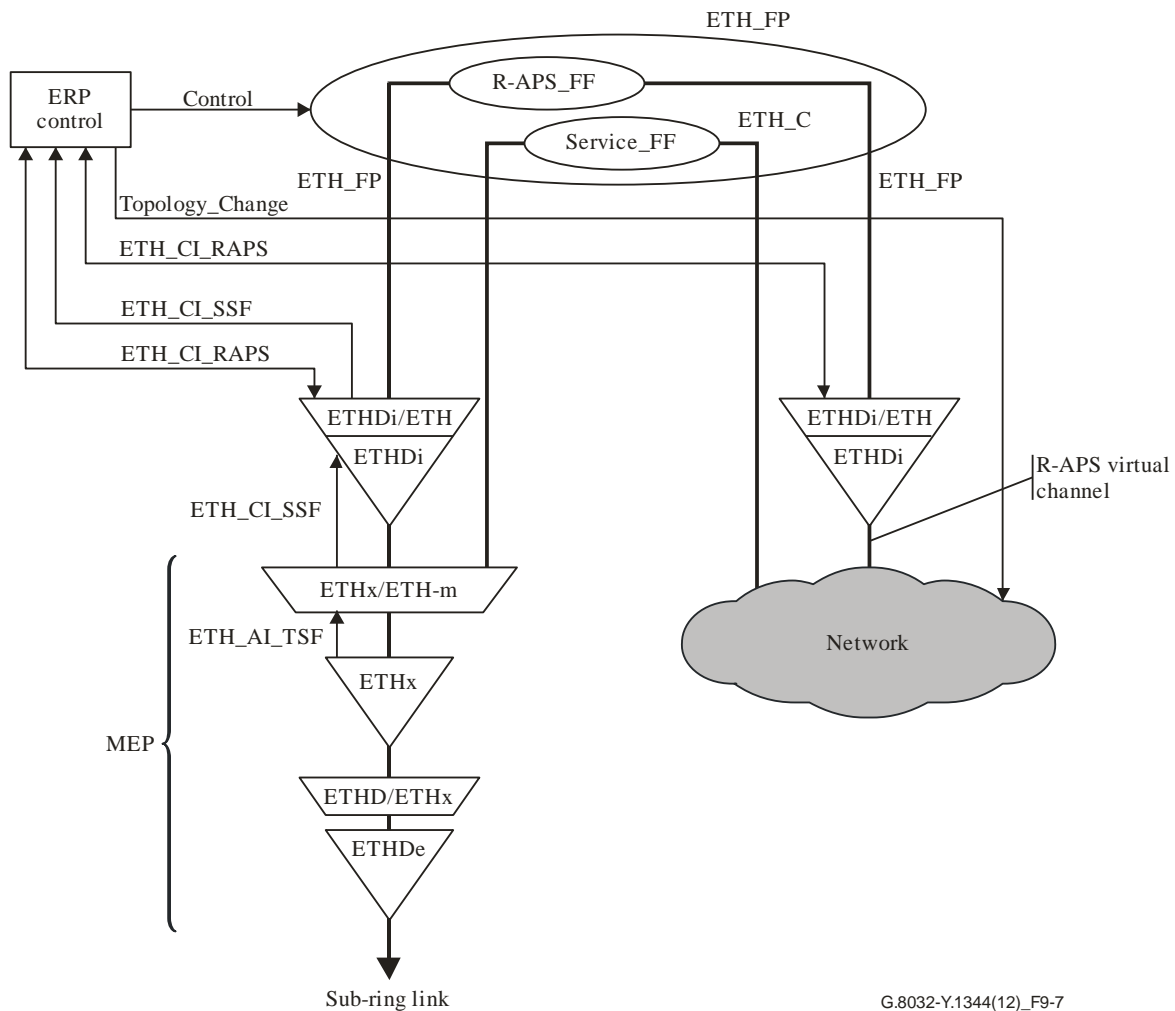 ETH_FP
ERP
control
Control
R-APS_FF
ETH_C
Service_FF
ETH_FP
ETH_FP
Topology_Change
ETH_CI_RAPS
ETH_CI_SSF
ETH_CI_RAPS
ETHDi/ETH
ETHDi
ETHDi/ETH
ETHDi
R-APS virtual
channel
ETH_CI_SSF
ETHx/ETH-m
ETH_AI_TSF
Network
ETHx
MEP
ETHD/ETHx
ETHDe
Sub-ring link
G.8032-Y.1344(12)_F9-7